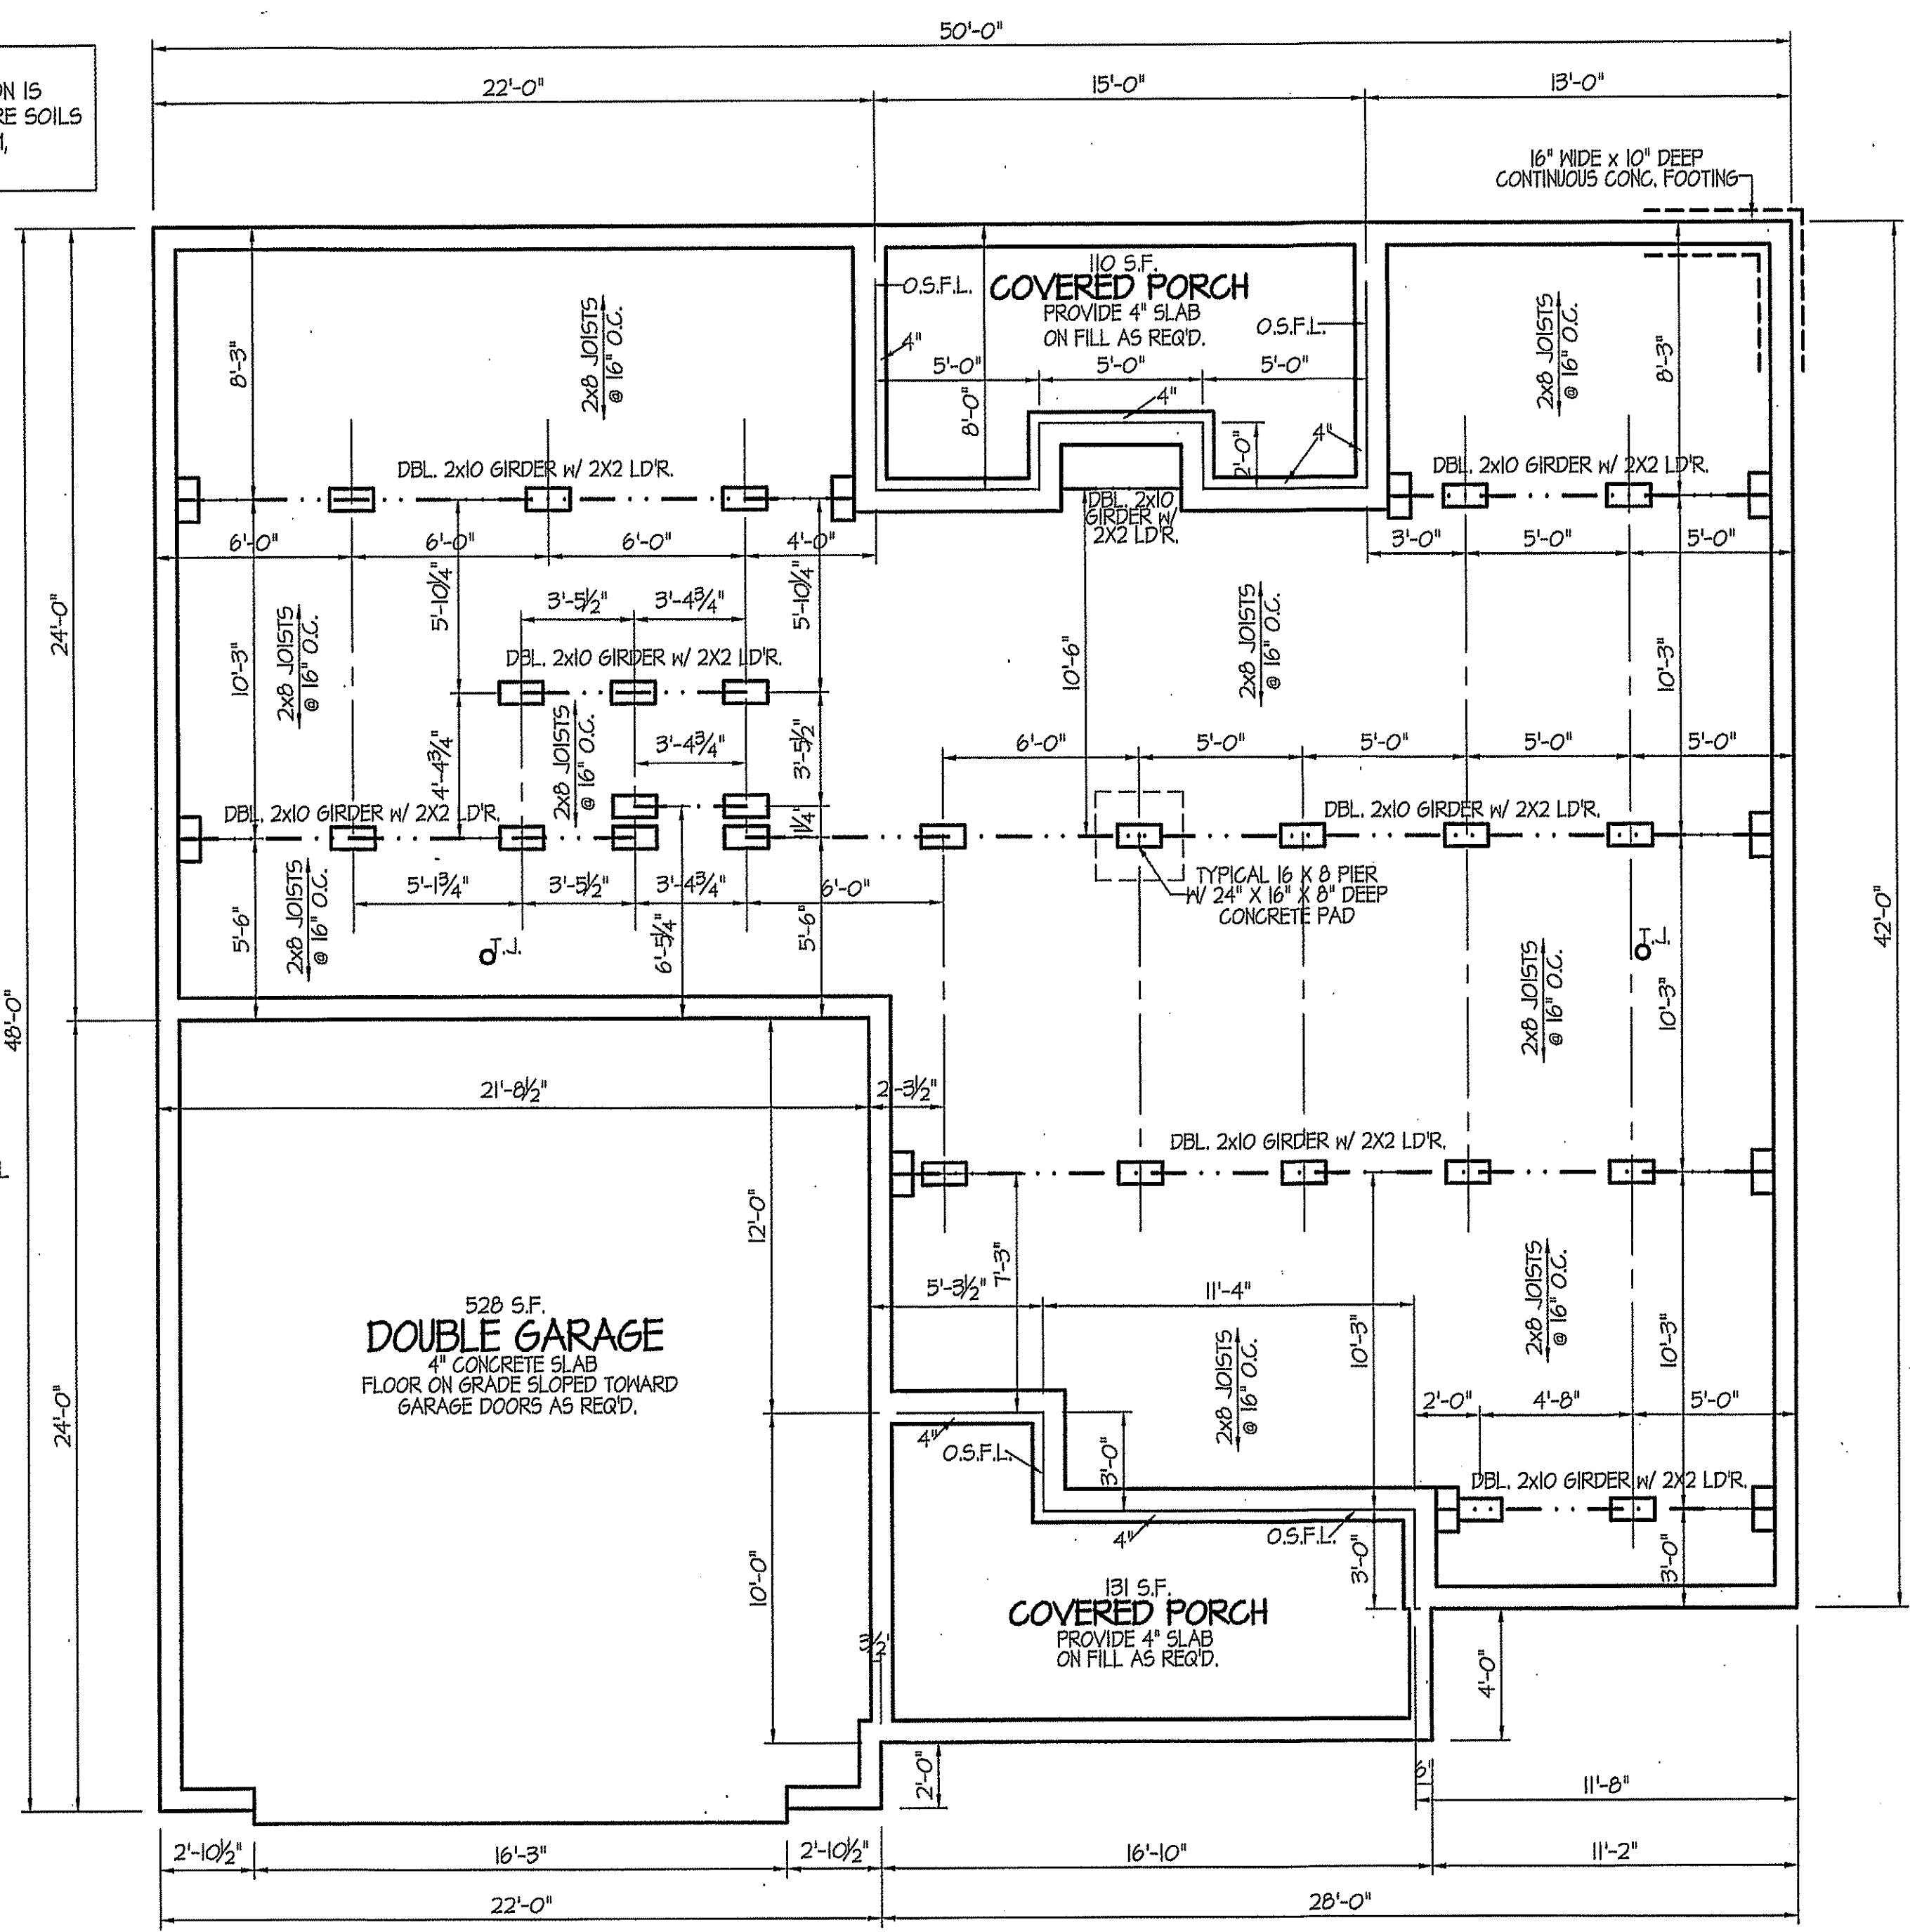 50'-0"
22'-0"
15'-0"
13'-0"
ON IS
RE SOILS
16" WIDE x 10" DEEP
CONTINUOUS CONC. FOOTING
110 S.F.
COVERED PORCH
PROVIDE 4" SLAB
ON FILL AS REQ'D.
O.S.F.L.
O.S.F.L.
4"
5'-0"
5'-0"
5'-0"
4"
4"
8'-3"
2x8 JOISTS
@ 16" O.C.
8'-0"
2'-0"
2x8 JOISTS
@ 16" O.C.
8'-3"
DBL. 2x10 GIRDER w/ 2X2 LD'R.
DBL. 2x10
GIRDER w/
2X2 LD'R.
DBL. 2x10 GIRDER w/ 2X2 LD'R.
6'-0"
6'-0"
6'-0"
4'-0"
3'-0"
5'-0"
5'-0"
24'-0"
10'-3"
2x8 JOISTS
@ 16" O.C.
5'-10¼"
3'-5½"
3'-4¾"
5'-10¼"
DBL. 2x10 GIRDER w/ 2X2 LD'R.
10'-6"
2x8 JOISTS
@ 16" O.C.
10'-3"
4'-4¾"
2x8 JOISTS
@ 16" O.C.
3'-4¾"
3'-5½"
6'-0"
5'-0"
5'-0"
5'-0"
5'-0"
DBL. 2x10 GIRDER w/ 2X2 LD'R.
DBL. 2x10 GIRDER w/ 2X2 LD'R.
TYPICAL 16 X 8 PIER
W/ 24" X 16" X 8" DEEP
CONCRETE PAD
5'-1¾"
3'-5½"
3'-4¾"
6'-0"
5'-6"
2x8 JOISTS
@ 16" O.C.
6'-5¼"
5'-6"
42'-0"
48'-0"
2x8 JOISTS
@ 16" O.C.
10'-3"
21'-8½"
2'-3½"
DBL. 2x10 GIRDER w/ 2X2 LD'R.
12'-0"
7'-3"
5'-3½"
11'-4"
10'-3"
2x8 JOISTS
@ 16" O.C.
10'-3"
528 S.F.
DOUBLE GARAGE
4" CONCRETE SLAB
FLOOR ON GRADE SLOPED TOWARD
GARAGE DOORS AS REQ'D.
24'-0"
2x8 JOISTS
@ 16" O.C.
2'-0"
4'-8"
5'-0"
4"
O.S.F.L.
3'-0"
DBL. 2x10 GIRDER w/ 2X2 LD'R.
4"
O.S.F.L.
10'-0"
3'-0"
3'-0"
131 S.F.
COVERED PORCH
PROVIDE 4" SLAB
ON FILL AS REQ'D.
4'-0"
2'-0"
11'-8"
2'-10½"
16'-3"
2'-10½"
16'-10"
11'-2"
22'-0"
28'-0"